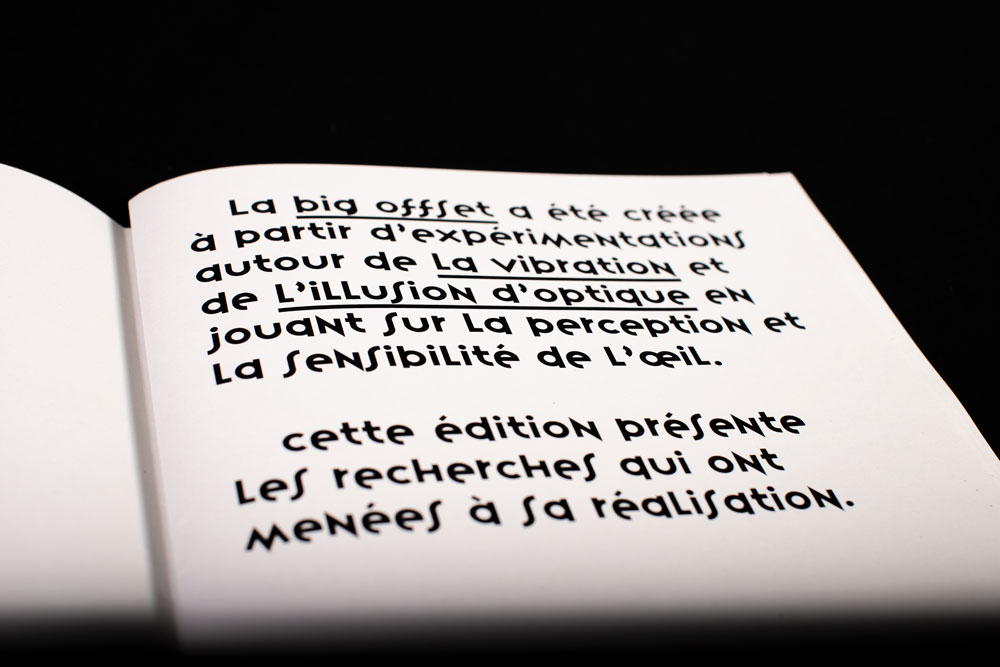 La big offset a été créée
à partir d'expérimentations
autour de la vibration et
de l'illusion d'optique en
jouant sur la perception et
la sensibilité de l'œil.
cette édition présente
les recherches qui ont
menées à sa réalisation.